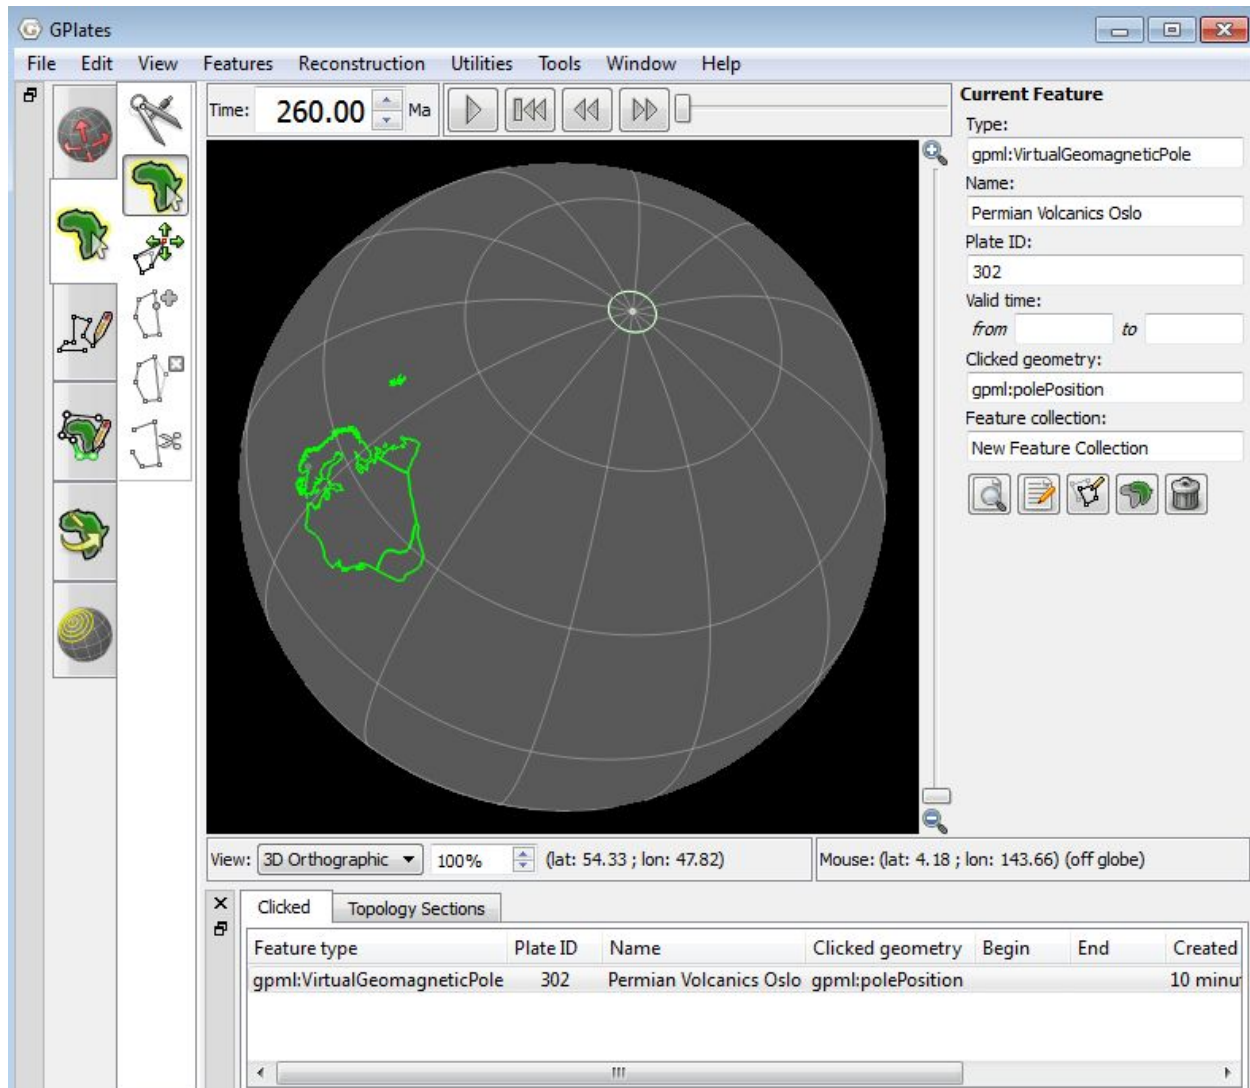 GPlates
File Edit View Features Reconstruction Utilities Tools Window Help
Time: 260.00 Ma
Current Feature
Type:
gpml:VirtualGeomagneticPole
Name:
Permian Volcanics Oslo
Plate ID:
302
Valid time:
from to
Clicked geometry:
gpml:polePosition
Feature collection:
New Feature Collection
View: 3D Orthographic 100% (lat: 54.33 ; lon: 47.82) Mouse: (lat: 4.18 ; lon: 143.66) (off globe)
Clicked Topology Sections
Feature type Plate ID Name Clicked geometry Begin End Created
gpml:VirtualGeomagneticPole 302 Permian Volcanics Oslo gpml:polePosition 10 minu